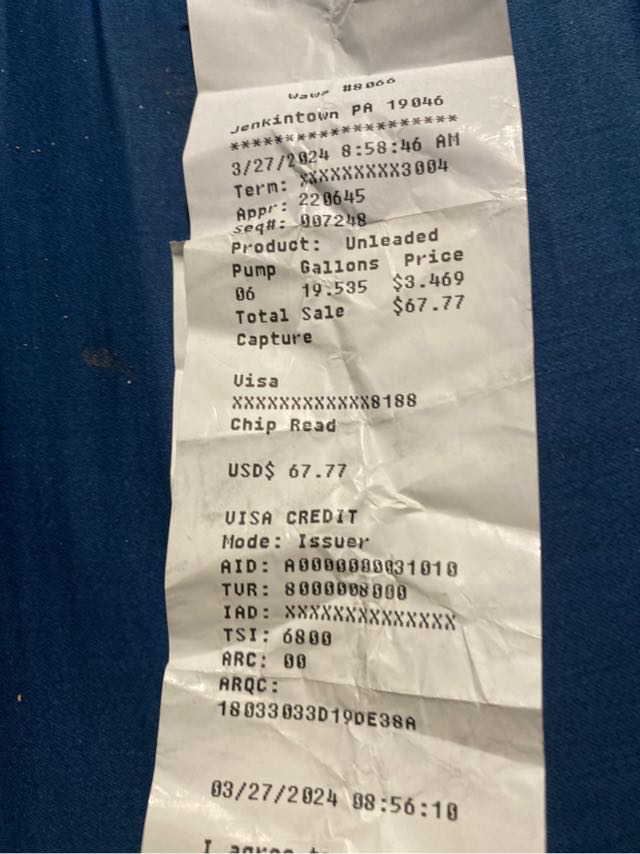 Wawa #8066
Jenkintown PA 19046
********************
3/27/2024 8:58:46 AM
Term: XXXXXXXXX3004
Appr: 220645
seq#: 007248
Product: Unleaded
Pump Gallons Price
06 19.535 $3.469
Total Sale $67.77
Capture
Visa
XXXXXXXXXXXX8188
Chip Read
USD$ 67.77
VISA CREDIT
Mode: Issuer
AID: A0000000031010
TVR: 8000008000
IAD: XXXXXXXXXXXXXX
TSI: 6800
ARC: 00
ARQC:
18033033D19DE38A
03/27/2024 08:56:10
I agree